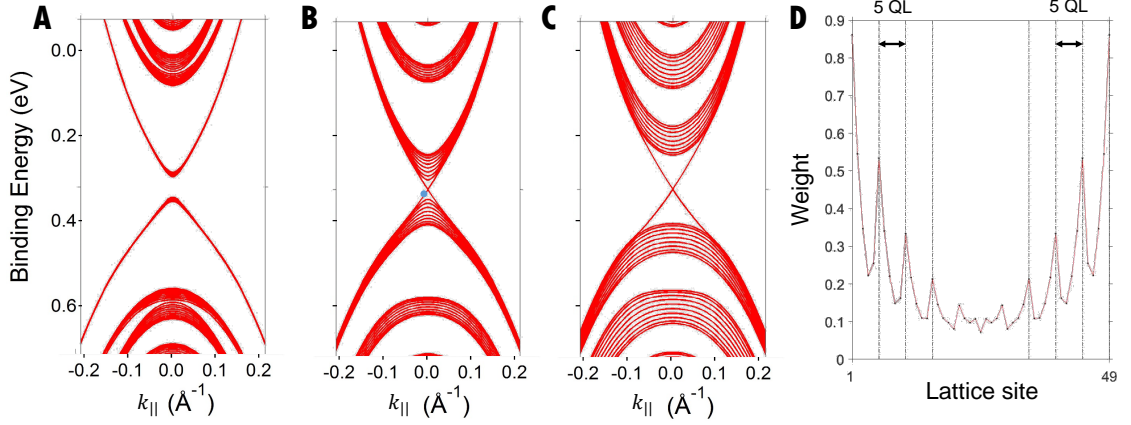 A
B
C
D
5 QL
5 QL
Binding Energy (eV)
0.0
0.2
0.4
0.6
-0.2 -0.1 0.0 0.1 0.2
k|| (Å-1)
-0.2 -0.1 0.0 0.1 0.2
k|| (Å-1)
-0.2 -0.1 0.0 0.1 0.2
k|| (Å-1)
Weight
0.9
0.8
0.7
0.6
0.5
0.4
0.3
0.2
0.1
0
1
49
Lattice site